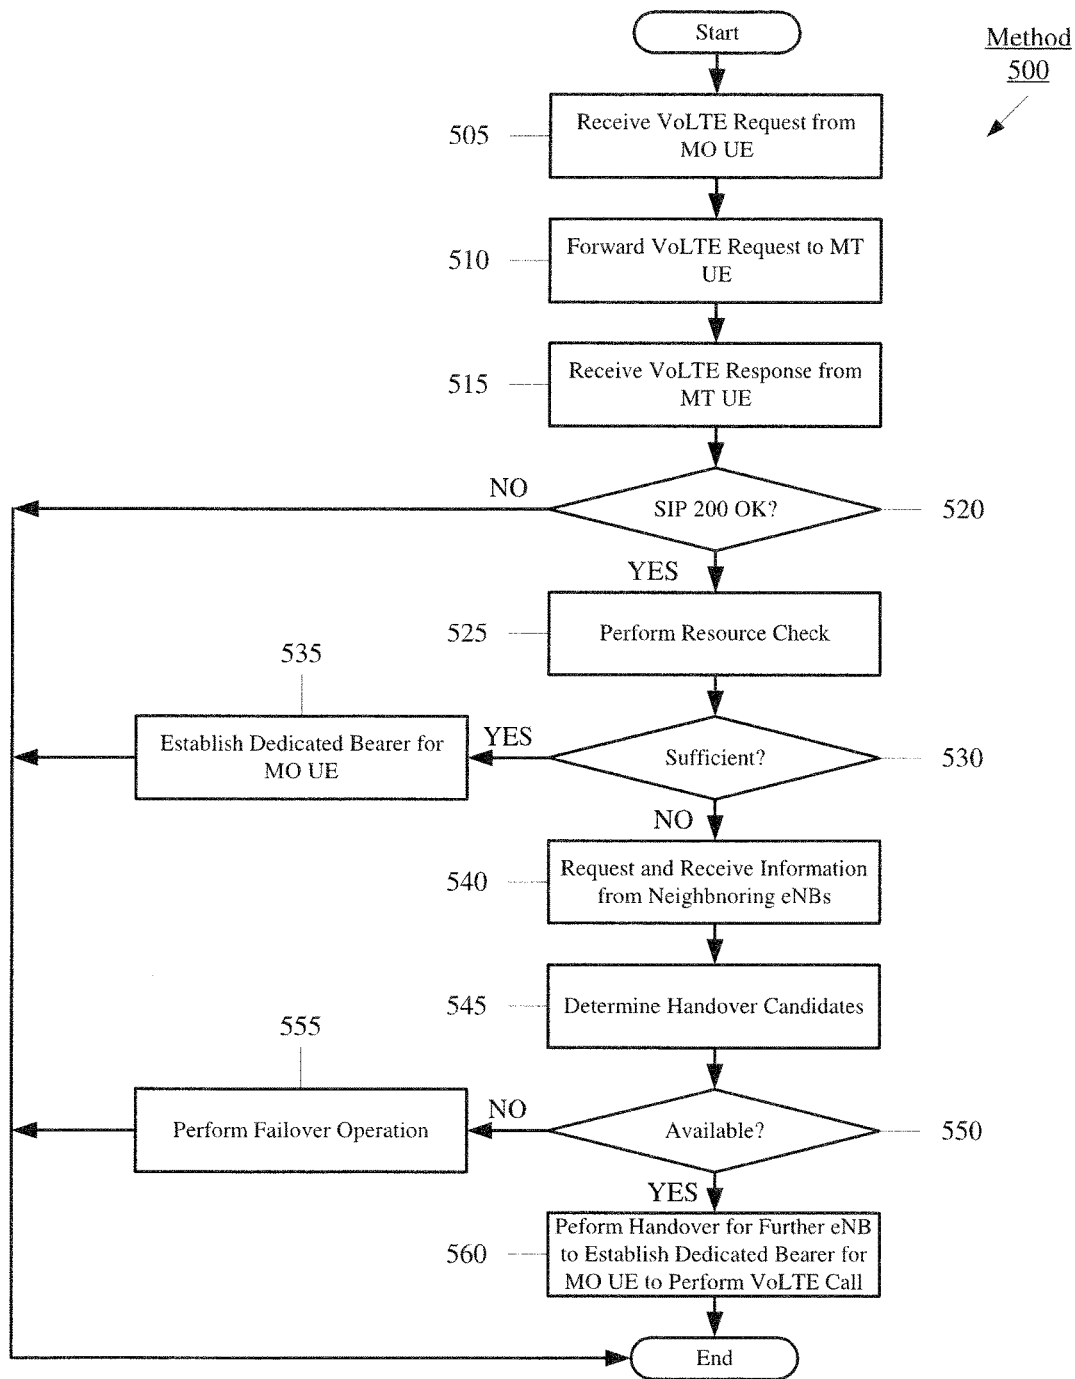 Start
Method
500
505
Receive VoLTE Request from
MO UE
510
Forward VoLTE Request to MT
UE
515
Receive VoLTE Response from
MT UE
NO
SIP 200 OK?
520
YES
525
Perform Resource Check
535
Establish Dedicated Bearer for
MO UE
YES
Sufficient?
530
NO
540
Request and Receive Information
from Neighbnoring eNBs
545
Determine Handover Candidates
555
Perform Failover Operation
NO
Available?
550
YES
560
Peform Handover for Further eNB
to Establish Dedicated Bearer for
MO UE to Perform VoLTE Call
End